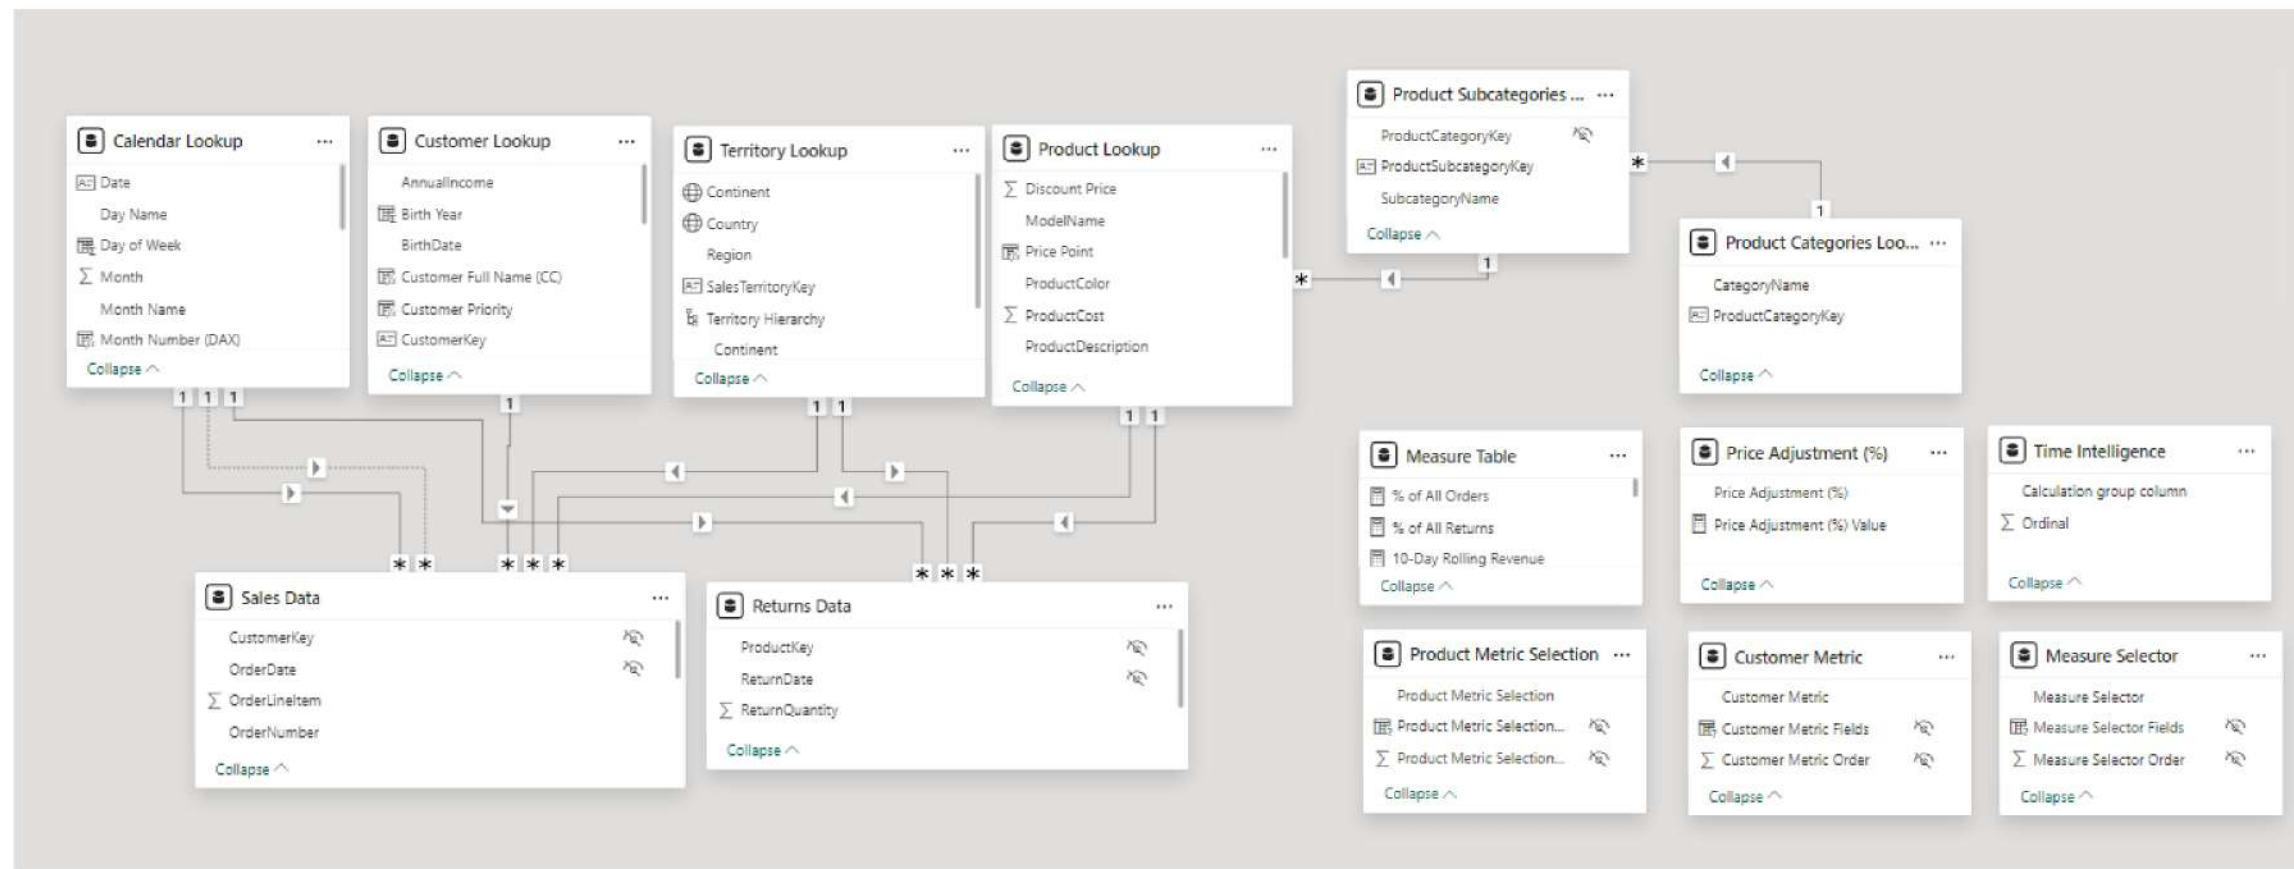 Calendar Lookup ...
Date
Day Name
Day of Week
Month
Month Name
Month Number (DAX)
Collapse
Customer Lookup ...
AnnualIncome
Birth Year
BirthDate
Customer Full Name (CC)
Customer Priority
CustomerKey
Collapse
Territory Lookup ...
Continent
Country
Region
SalesTerritoryKey
Territory Hierarchy
Continent
Collapse
Product Lookup ...
Discount Price
ModelName
Price Point
ProductColor
ProductCost
ProductDescription
Collapse
Product Subcategories ... ...
ProductCategoryKey
ProductSubcategoryKey
SubcategoryName
Collapse
* 1
* 1
Product Categories Loo... ...
CategoryName
ProductCategoryKey
Collapse
1 1 1
1
1 1
1 1
* * * * *
* * *
Sales Data ...
CustomerKey
OrderDate
OrderLineItem
OrderNumber
Collapse
Returns Data ...
ProductKey
ReturnDate
ReturnQuantity
Collapse
Measure Table ...
% of All Orders
% of All Returns
10-Day Rolling Revenue
Collapse
Price Adjustment (%) ...
Price Adjustment (%)
Price Adjustment (%) Value
Collapse
Time Intelligence ...
Calculation group column
Ordinal
Collapse
Product Metric Selection ...
Product Metric Selection
Product Metric Selection...
Product Metric Selection...
Collapse
Customer Metric ...
Customer Metric
Customer Metric Fields
Customer Metric Order
Collapse
Measure Selector ...
Measure Selector
Measure Selector Fields
Measure Selector Order
Collapse